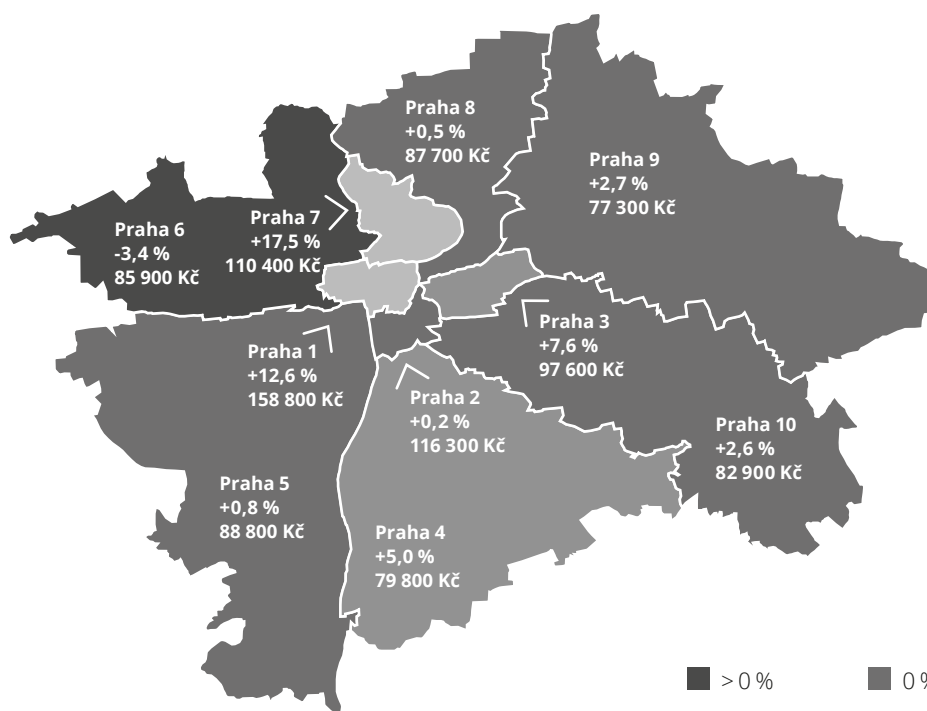 Praha 8
+0,5 %
87 700 Kč
Praha 9
+2,7 %
77 300 Kč
Praha 7
+17,5 %
110 400 Kč
Praha 6
-3,4 %
85 900 Kč
Praha 3
+7,6 %
97 600 Kč
Praha 1
+12,6 %
158 800 Kč
Praha 2
+0,2 %
116 300 Kč
Praha 10
+2,6 %
82 900 Kč
Praha 5
+0,8 %
88 800 Kč
Praha 4
+5,0 %
79 800 Kč
> 0 %
0